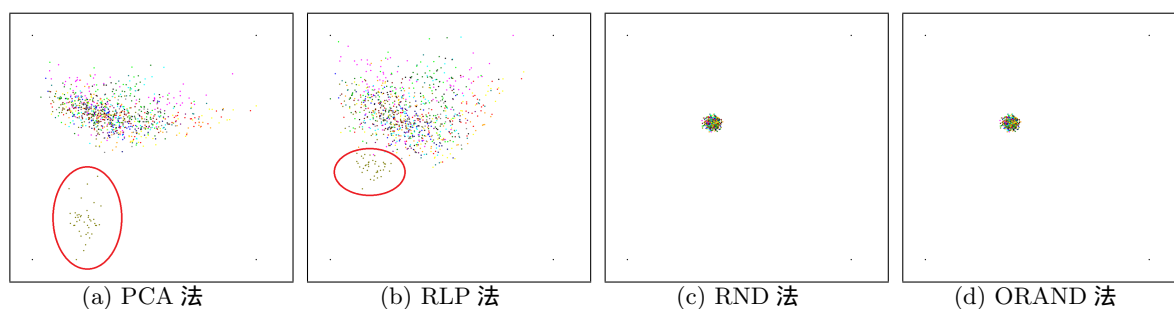 (a) PCA 法
(b) RLP 法
(c) RND 法
(d) ORAND 法